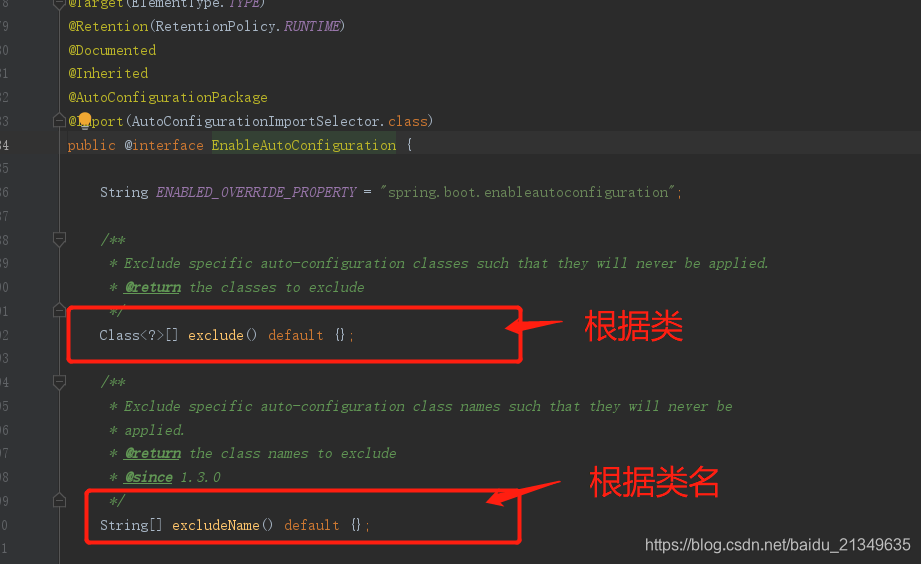 78 @Target(ElementType.TYPE)
79 @Retention(RetentionPolicy.RUNTIME)
80 @Documented
81 @Inherited
82 @AutoConfigurationPackage
83 @Import(AutoConfigurationImportSelector.class)
84 public @interface EnableAutoConfiguration {
85
86 String ENABLED_OVERRIDE_PROPERTY = "spring.boot.enableautoconfiguration";
87
88 /**
89 * Exclude specific auto-configuration classes such that they will never be applied.
90 * @return the classes to exclude
91 */
92 Class<?>[] exclude() default {};
根据类
93
94 /**
95 * Exclude specific auto-configuration class names such that they will never be
96 * applied.
97 * @return the class names to exclude
98 * @since 1.3.0
根据类名
99 */
0 String[] excludeName() default {};
1
https://blog.csdn.net/baidu_21349635